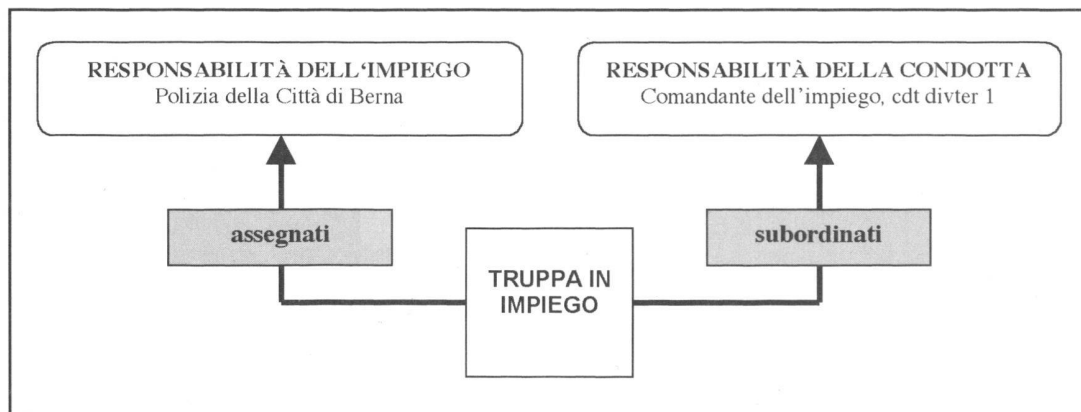 RESPONSABILITÀ DELL‘IMPIEGO
Polizia della Città di Berna
RESPONSABILITÀ DELLA CONDOTTA
Comandante dell’impiego, cdt divter 1
assegnati
subordinati
TRUPPA IN
IMPIEGO